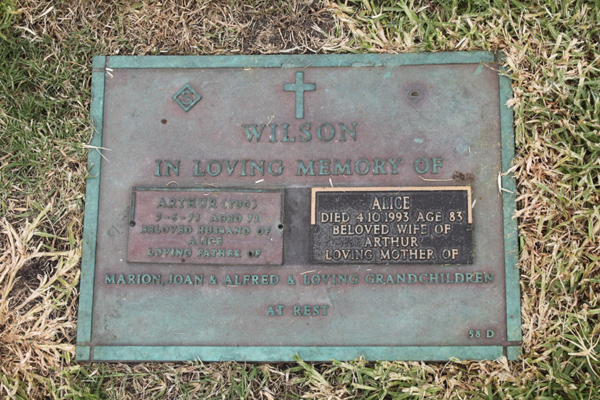 WILSON
IN LOVING MEMORY OF
ARTHUR
AGED
BELOVED HUSBAND OF
ALICE
LOVING FATHER OF
ALICE
DIED 4.10.1993 AGE 83
BELOVED WIFE OF
ARTHUR
LOVING MOTHER OF
MARION, JOAN & ALFRED & LOVING GRANDCHILDREN
AT REST
58 D